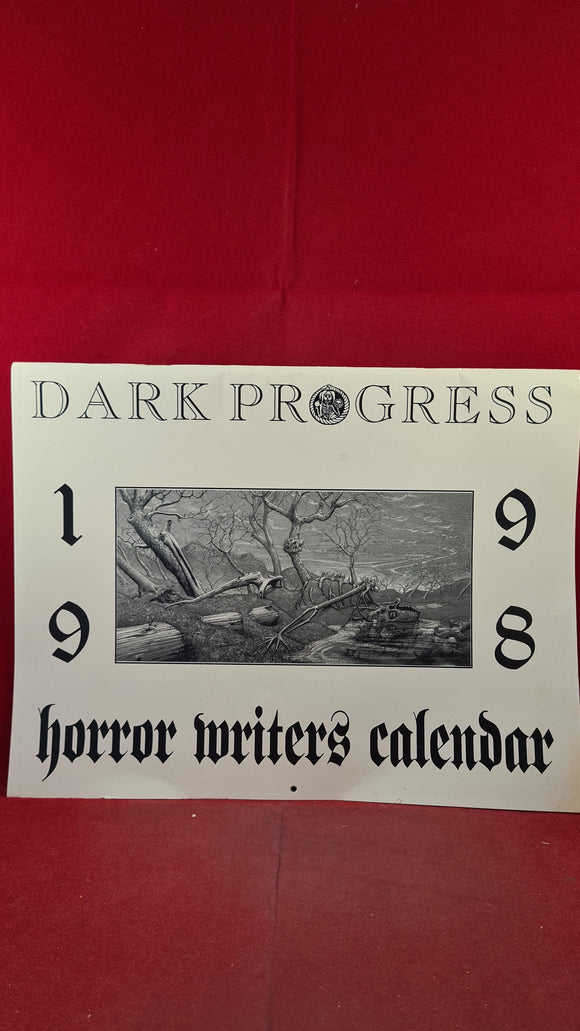 DARK PROGRESS
1 9
9 8
horror writers calendar